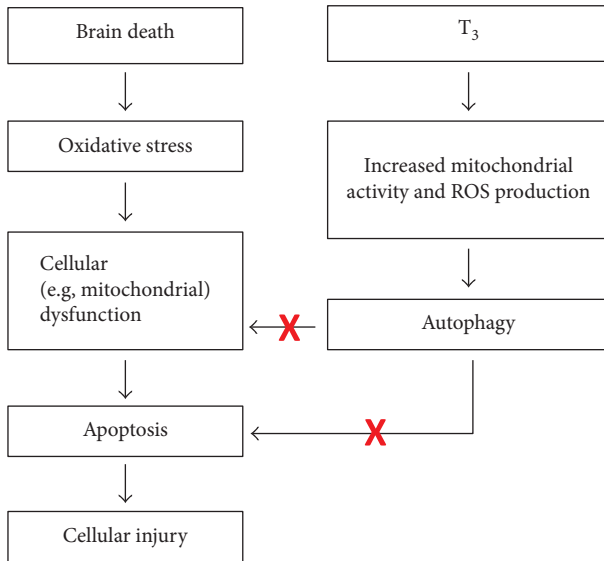 Brain death
T3
Oxidative stress
Increased mitochondrial
activity and ROS production
Cellular
(e.g, mitochondrial)
dysfunction
Autophagy
Apoptosis
Cellular injury